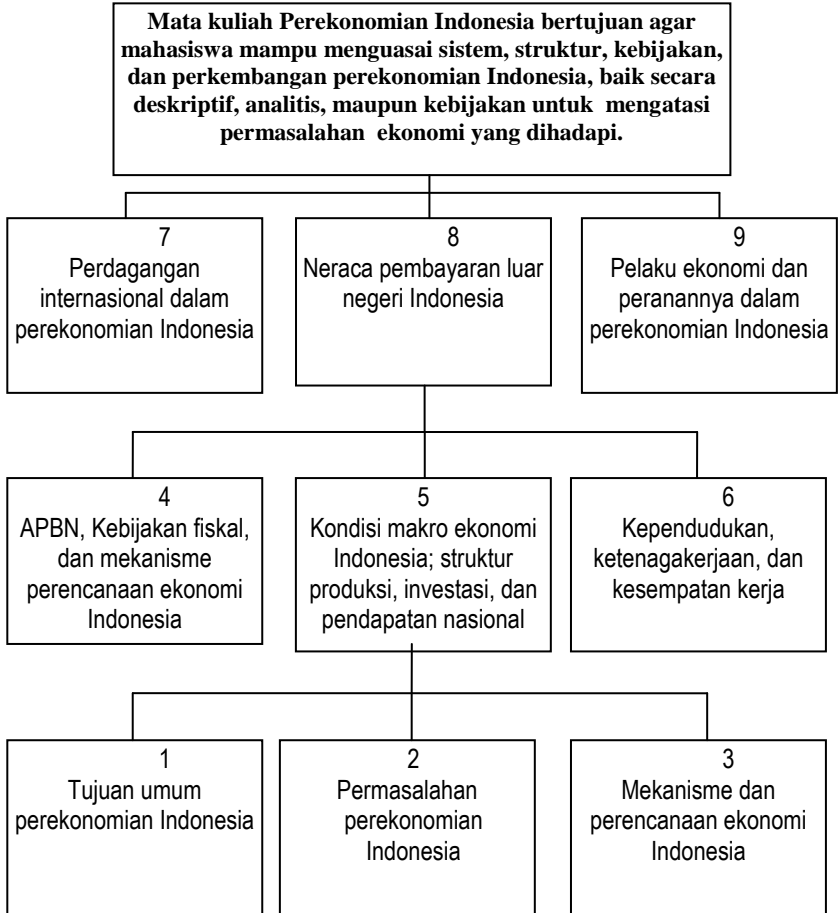 Mata kuliah Perekonomian Indonesia bertujuan agar
mahasiswa mampu menguasai sistem, struktur, kebijakan,
dan perkembangan perekonomian Indonesia, baik secara
deskriptif, analitis, maupun kebijakan untuk mengatasi
permasalahan ekonomi yang dihadapi.
7
Perdagangan
internasional dalam
perekonomian Indonesia
8
Neraca pembayaran luar
negeri Indonesia
9
Pelaku ekonomi dan
peranannya dalam
perekonomian Indonesia
4
APBN, Kebijakan fiskal,
dan mekanisme
perencanaan ekonomi
Indonesia
5
Kondisi makro ekonomi
Indonesia; struktur
produksi, investasi, dan
pendapatan nasional
6
Kependudukan,
ketenagakerjaan, dan
kesempatan kerja
1
Tujuan umum
perekonomian Indonesia
2
Permasalahan
perekonomian
Indonesia
3
Mekanisme dan
perencanaan ekonomi
Indonesia